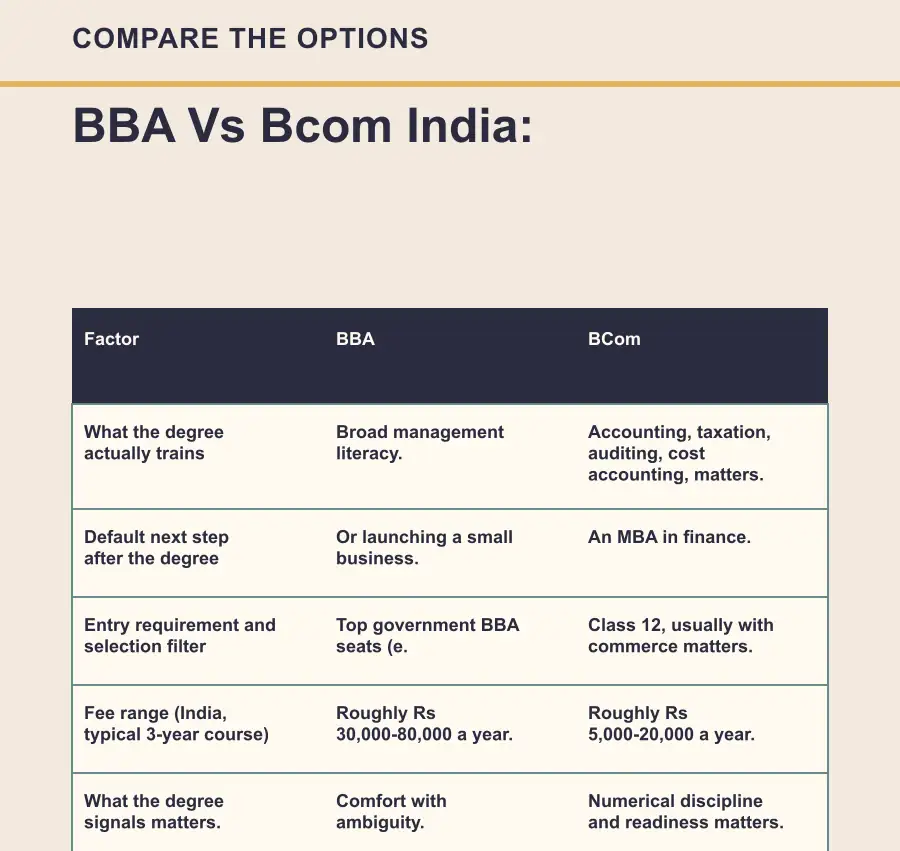 COMPARE THE OPTIONS
BBA Vs Bcom India:
Factor
BBA
BCom
What the degree
actually trains
Broad management
literacy.
Accounting, taxation,
auditing, cost
accounting, matters.
Default next step
after the degree
Or launching a small
business.
An MBA in finance.
Entry requirement and
selection filter
Top government BBA
seats (e.
Class 12, usually with
commerce matters.
Fee range (India,
typical 3-year course)
Roughly Rs
30,000-80,000 a year.
Roughly Rs
5,000-20,000 a year.
What the degree
signals matters.
Comfort with
ambiguity.
Numerical discipline
and readiness matters.